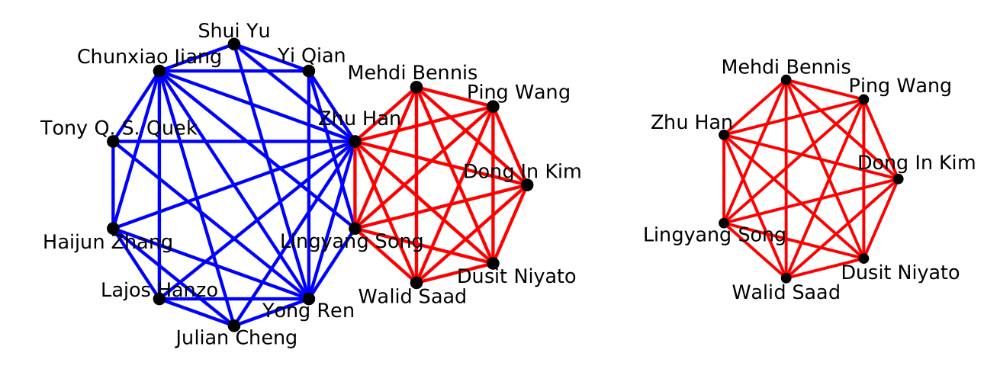 Shui Yu
Chunxiao Jiang
Yi Qian
Mehdi Bennis
Ping Wang
Zhu Han
Tony Q. S. Quek
Dong In Kim
Haijun Zhang
Lingyang Song
Dusit Niyato
Lajos Hanzo
Walid Saad
Yong Ren
Julian Cheng
Mehdi Bennis
Ping Wang
Zhu Han
Dong In Kim
Lingyang Song
Dusit Niyato
Walid Saad